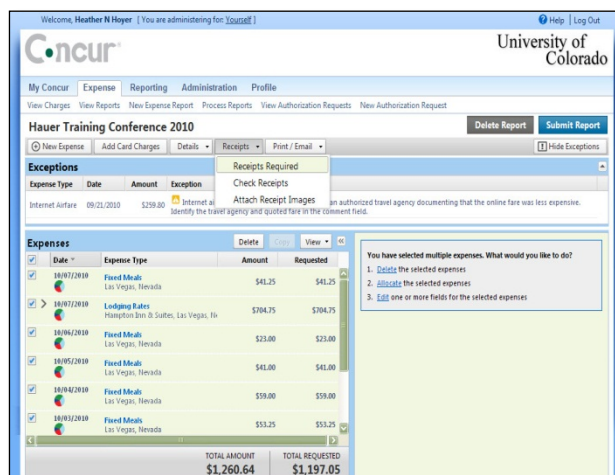 Welcome, Heather N Hoyer [ You are administering for: Yourself ]
Help | Log Out
Concur
University of
Colorado
My Concur Expense Reporting Administration Profile
View Charges View Reports New Expense Report Process Reports View Authorization Requests New Authorization Request
Hauer Training Conference 2010
Delete Report Submit Report
New Expense Add Card Charges Details Receipts Print / Email Hide Exceptions
Receipts Required
Check Receipts
Attach Receipt Images
Exceptions
Expense Type Date Amount Exception
Internet Airfare 09/21/2010 $259.80 Internet an authorized travel agency documenting that the online fare was less expensive.
Identify the travel agency and quoted fare in the comment field.
Expenses Delete Copy View
Date Expense Type Amount Requested
10/07/2010 Fixed Meals $41.25 $41.25
Las Vegas, Nevada
10/07/2010 Lodging Rates $704.75 $704.75
Hampton Inn & Suites, Las Vegas,
10/06/2010 Fixed Meals $23.00 $23.00
Las Vegas, Nevada
10/05/2010 Fixed Meals $41.00 $41.00
Las Vegas, Nevada
10/04/2010 Fixed Meals $59.00 $59.00
Las Vegas, Nevada
10/03/2010 Fixed Meals $53.25 $53.25
Las Vegas, Nevada
TOTAL AMOUNT TOTAL REQUESTED
$1,260.64 $1,197.05
You have selected multiple expenses. What would you like to do?
1. Delete the selected expenses
2. Allocate the selected expenses
3. Edit one or more fields for the selected expenses